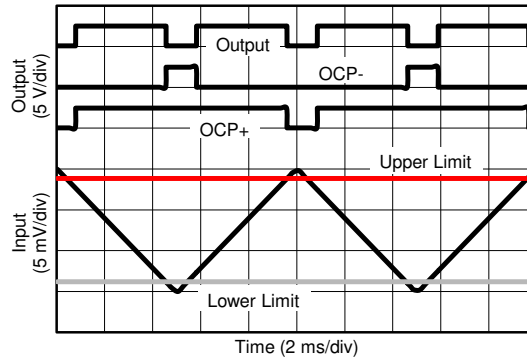 Output
OCP-
OCP+
Upper Limit
Lower Limit
Output
(5 V/div)
Input
(5 mV/div)
Time (2 ms/div)